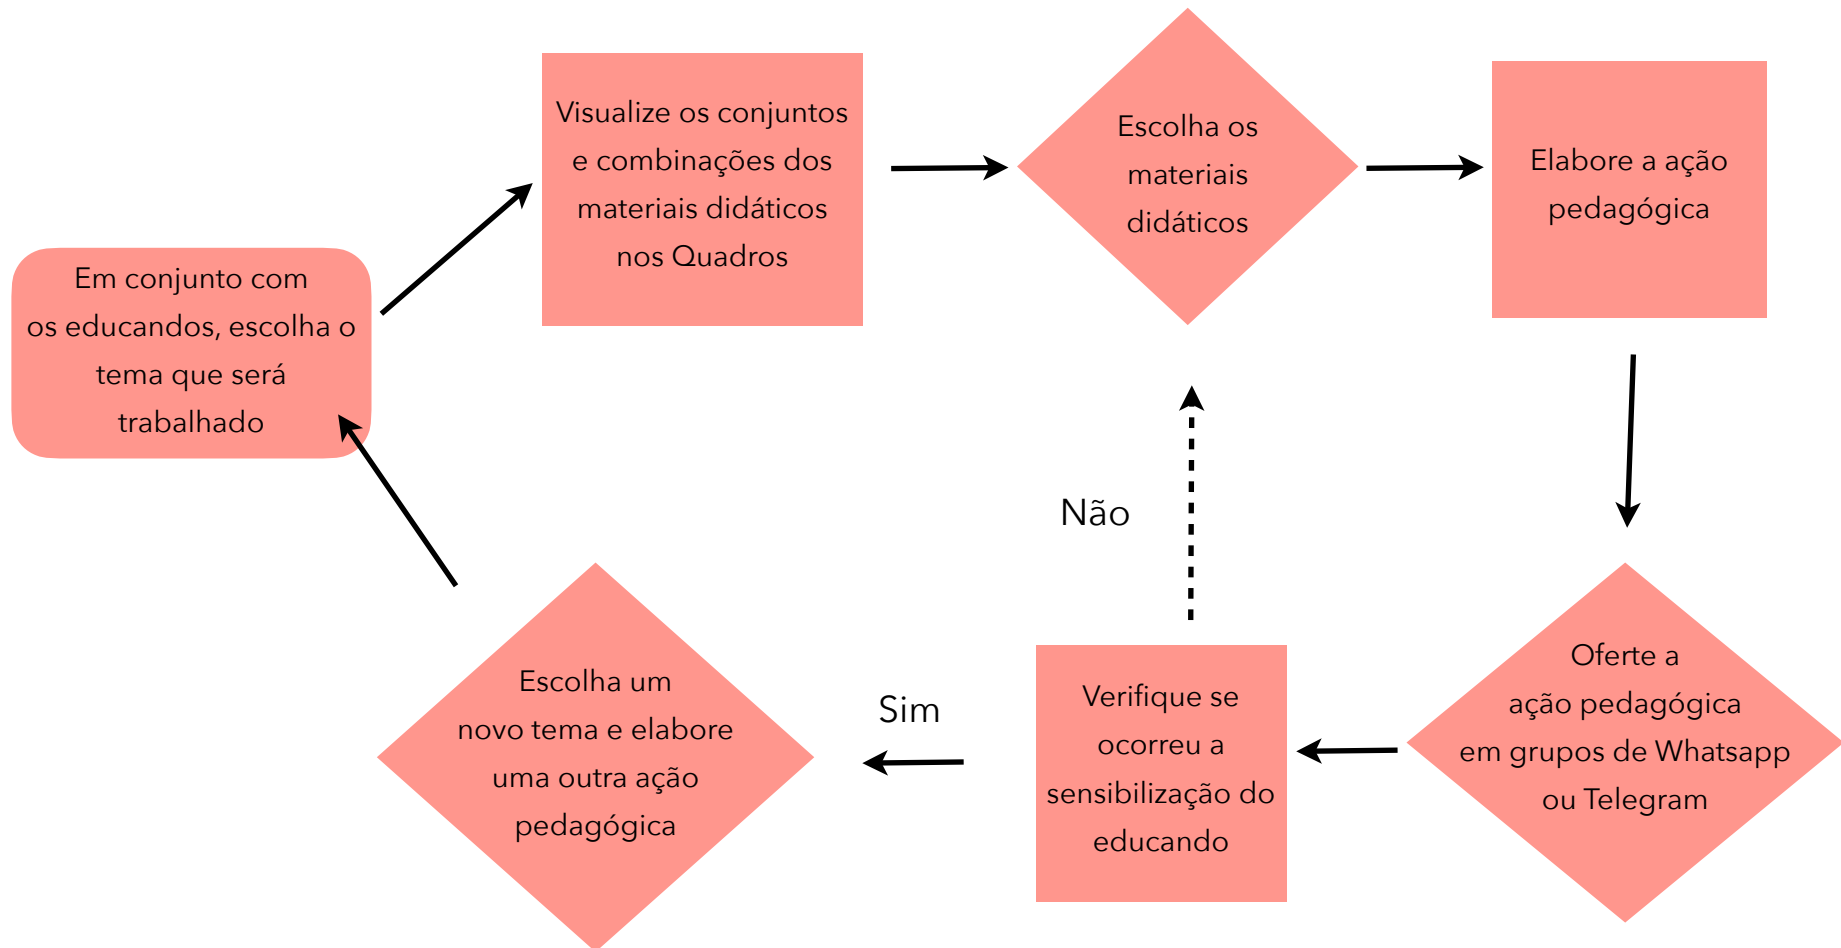 Em conjunto com
os educandos, escolha o
tema que será
trabalhado
Visualize os conjuntos
e combinações dos
materiais didáticos
nos Quadros
Escolha os
materiais
didáticos
Elabore a ação
pedagógica
Oferte a
ação pedagógica
em grupos de Whatsapp
ou Telegram
Verifique se
ocorreu a
sensibilização do
educando
Não
Sim
Escolha um
novo tema e elabore
uma outra ação
pedagógica